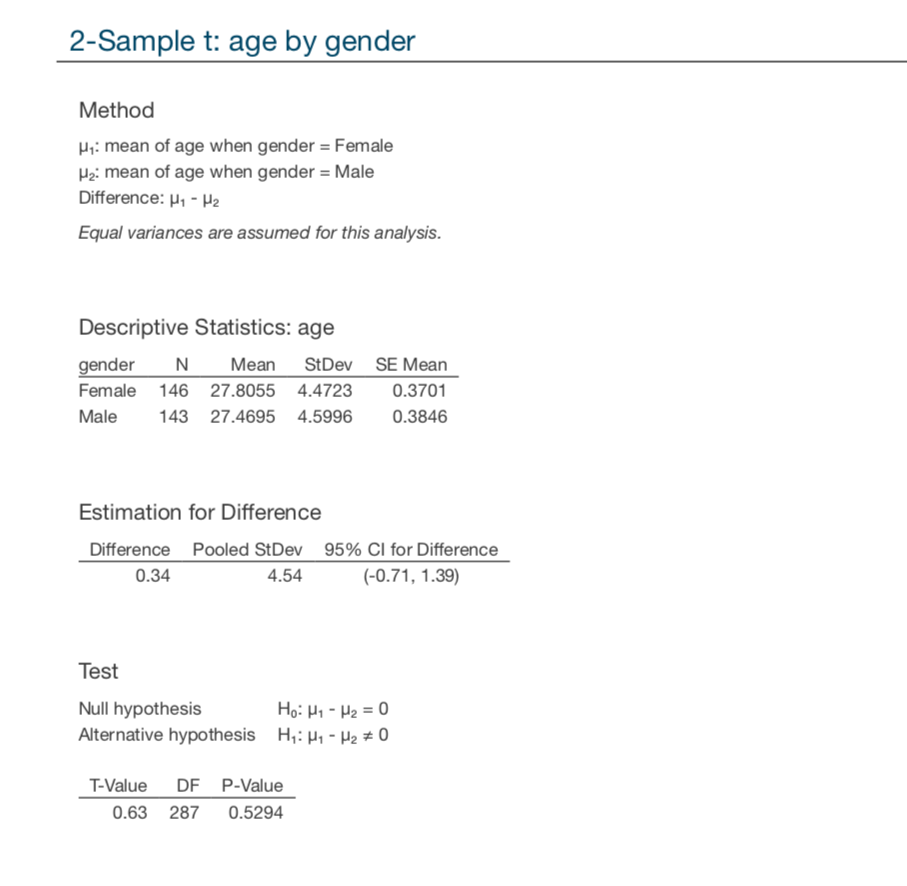 2-Sample t: age by gender
Method
μ₁: mean of age when gender = Female
μ₂: mean of age when gender = Male
Difference: μ₁ - μ₂
Equal variances are assumed for this analysis.
Descriptive Statistics: age
gender N Mean StDev SE Mean
Female 146 27.8055 4.4723 0.3701
Male 143 27.4695 4.5996 0.3846
Estimation for Difference
Difference Pooled StDev 95% CI for Difference
0.34 4.54 (-0.71, 1.39)
Test
Null hypothesis H₀: μ₁ - μ₂ = 0
Alternative hypothesis H₁: μ₁ - μ₂ ≠ 0
T-Value DF P-Value
0.63 287 0.5294